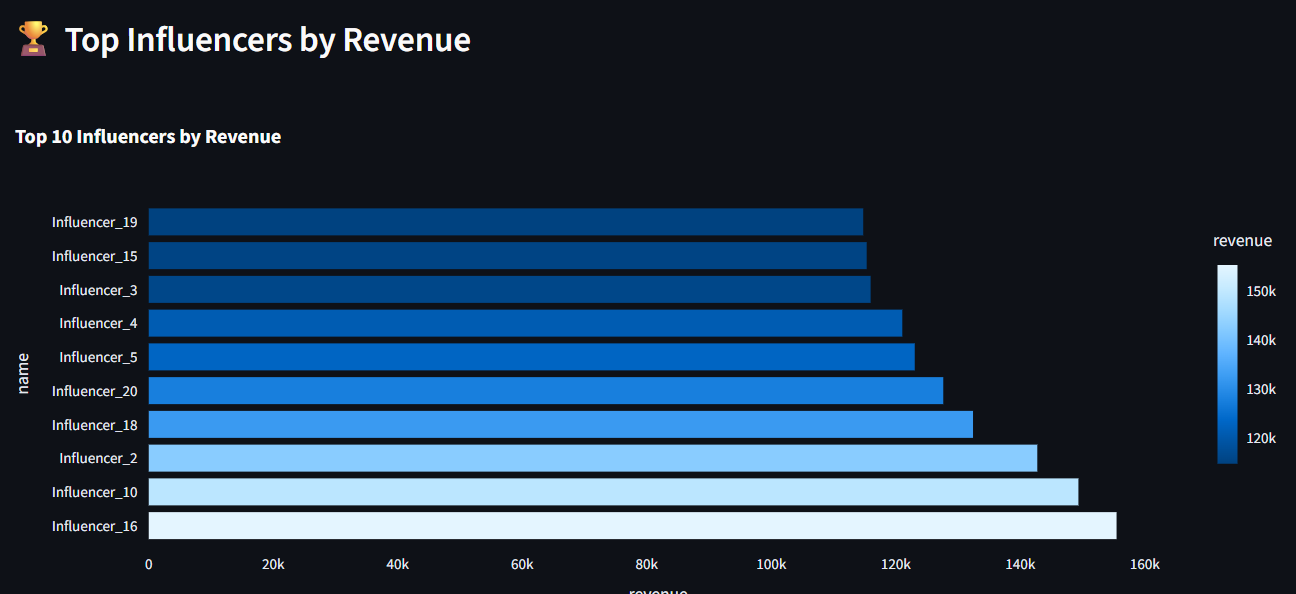 🏆 Top Influencers by Revenue
Top 10 Influencers by Revenue
name
Influencer_19
Influencer_15
Influencer_3
Influencer_4
Influencer_5
Influencer_20
Influencer_18
Influencer_2
Influencer_10
Influencer_16
0 20k 40k 60k 80k 100k 120k 140k 160k
revenue
revenue
150k
140k
130k
120k